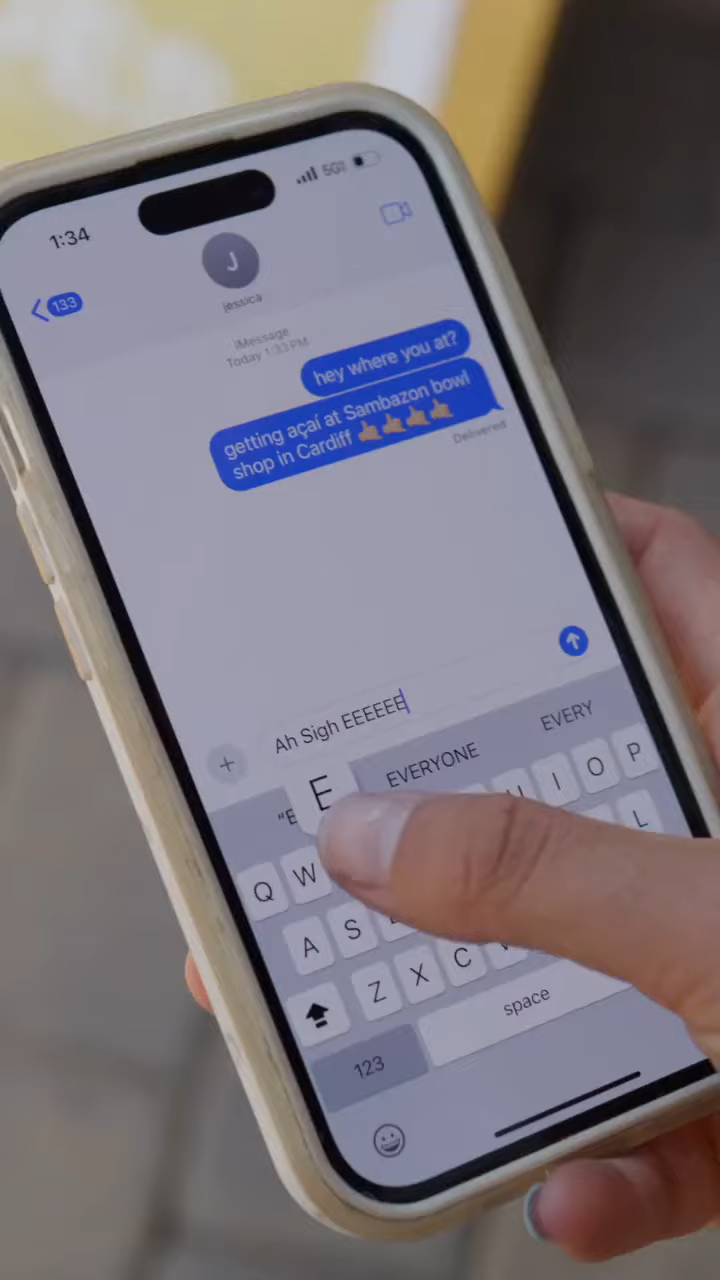 1:34
5G
133
J
jessica
iMessage
Today 1:33 PM
hey where you at?
getting açaí at Sambazon bowl
shop in Cardiff 🤙🤙🤙🤙
Delivered
Ah Sigh EEEEEE
EVERYONE
EVERY
E
Q W I O P
A S L
Z X C
123
space